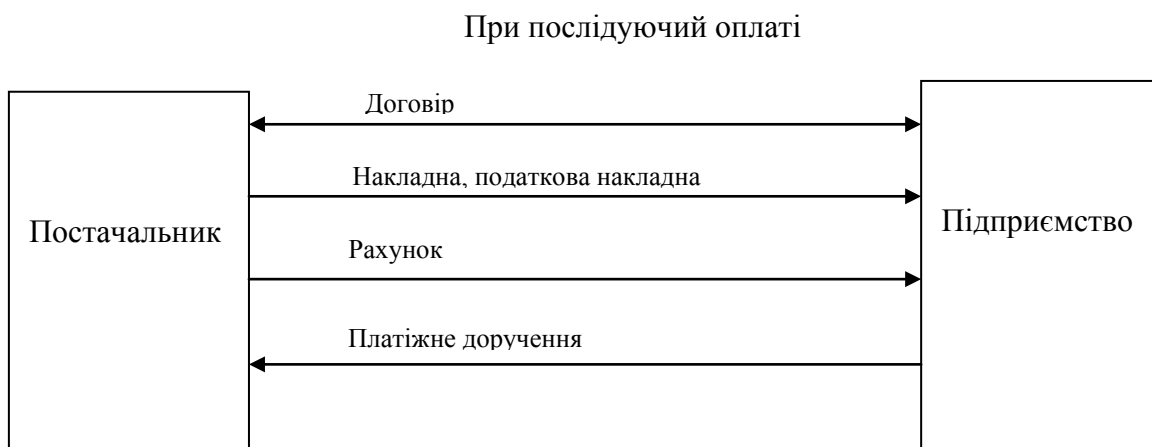 При послідуючий оплаті
Договір
Накладна, податкова накладна
Постачальник
Підприємство
Рахунок
Платіжне доручення